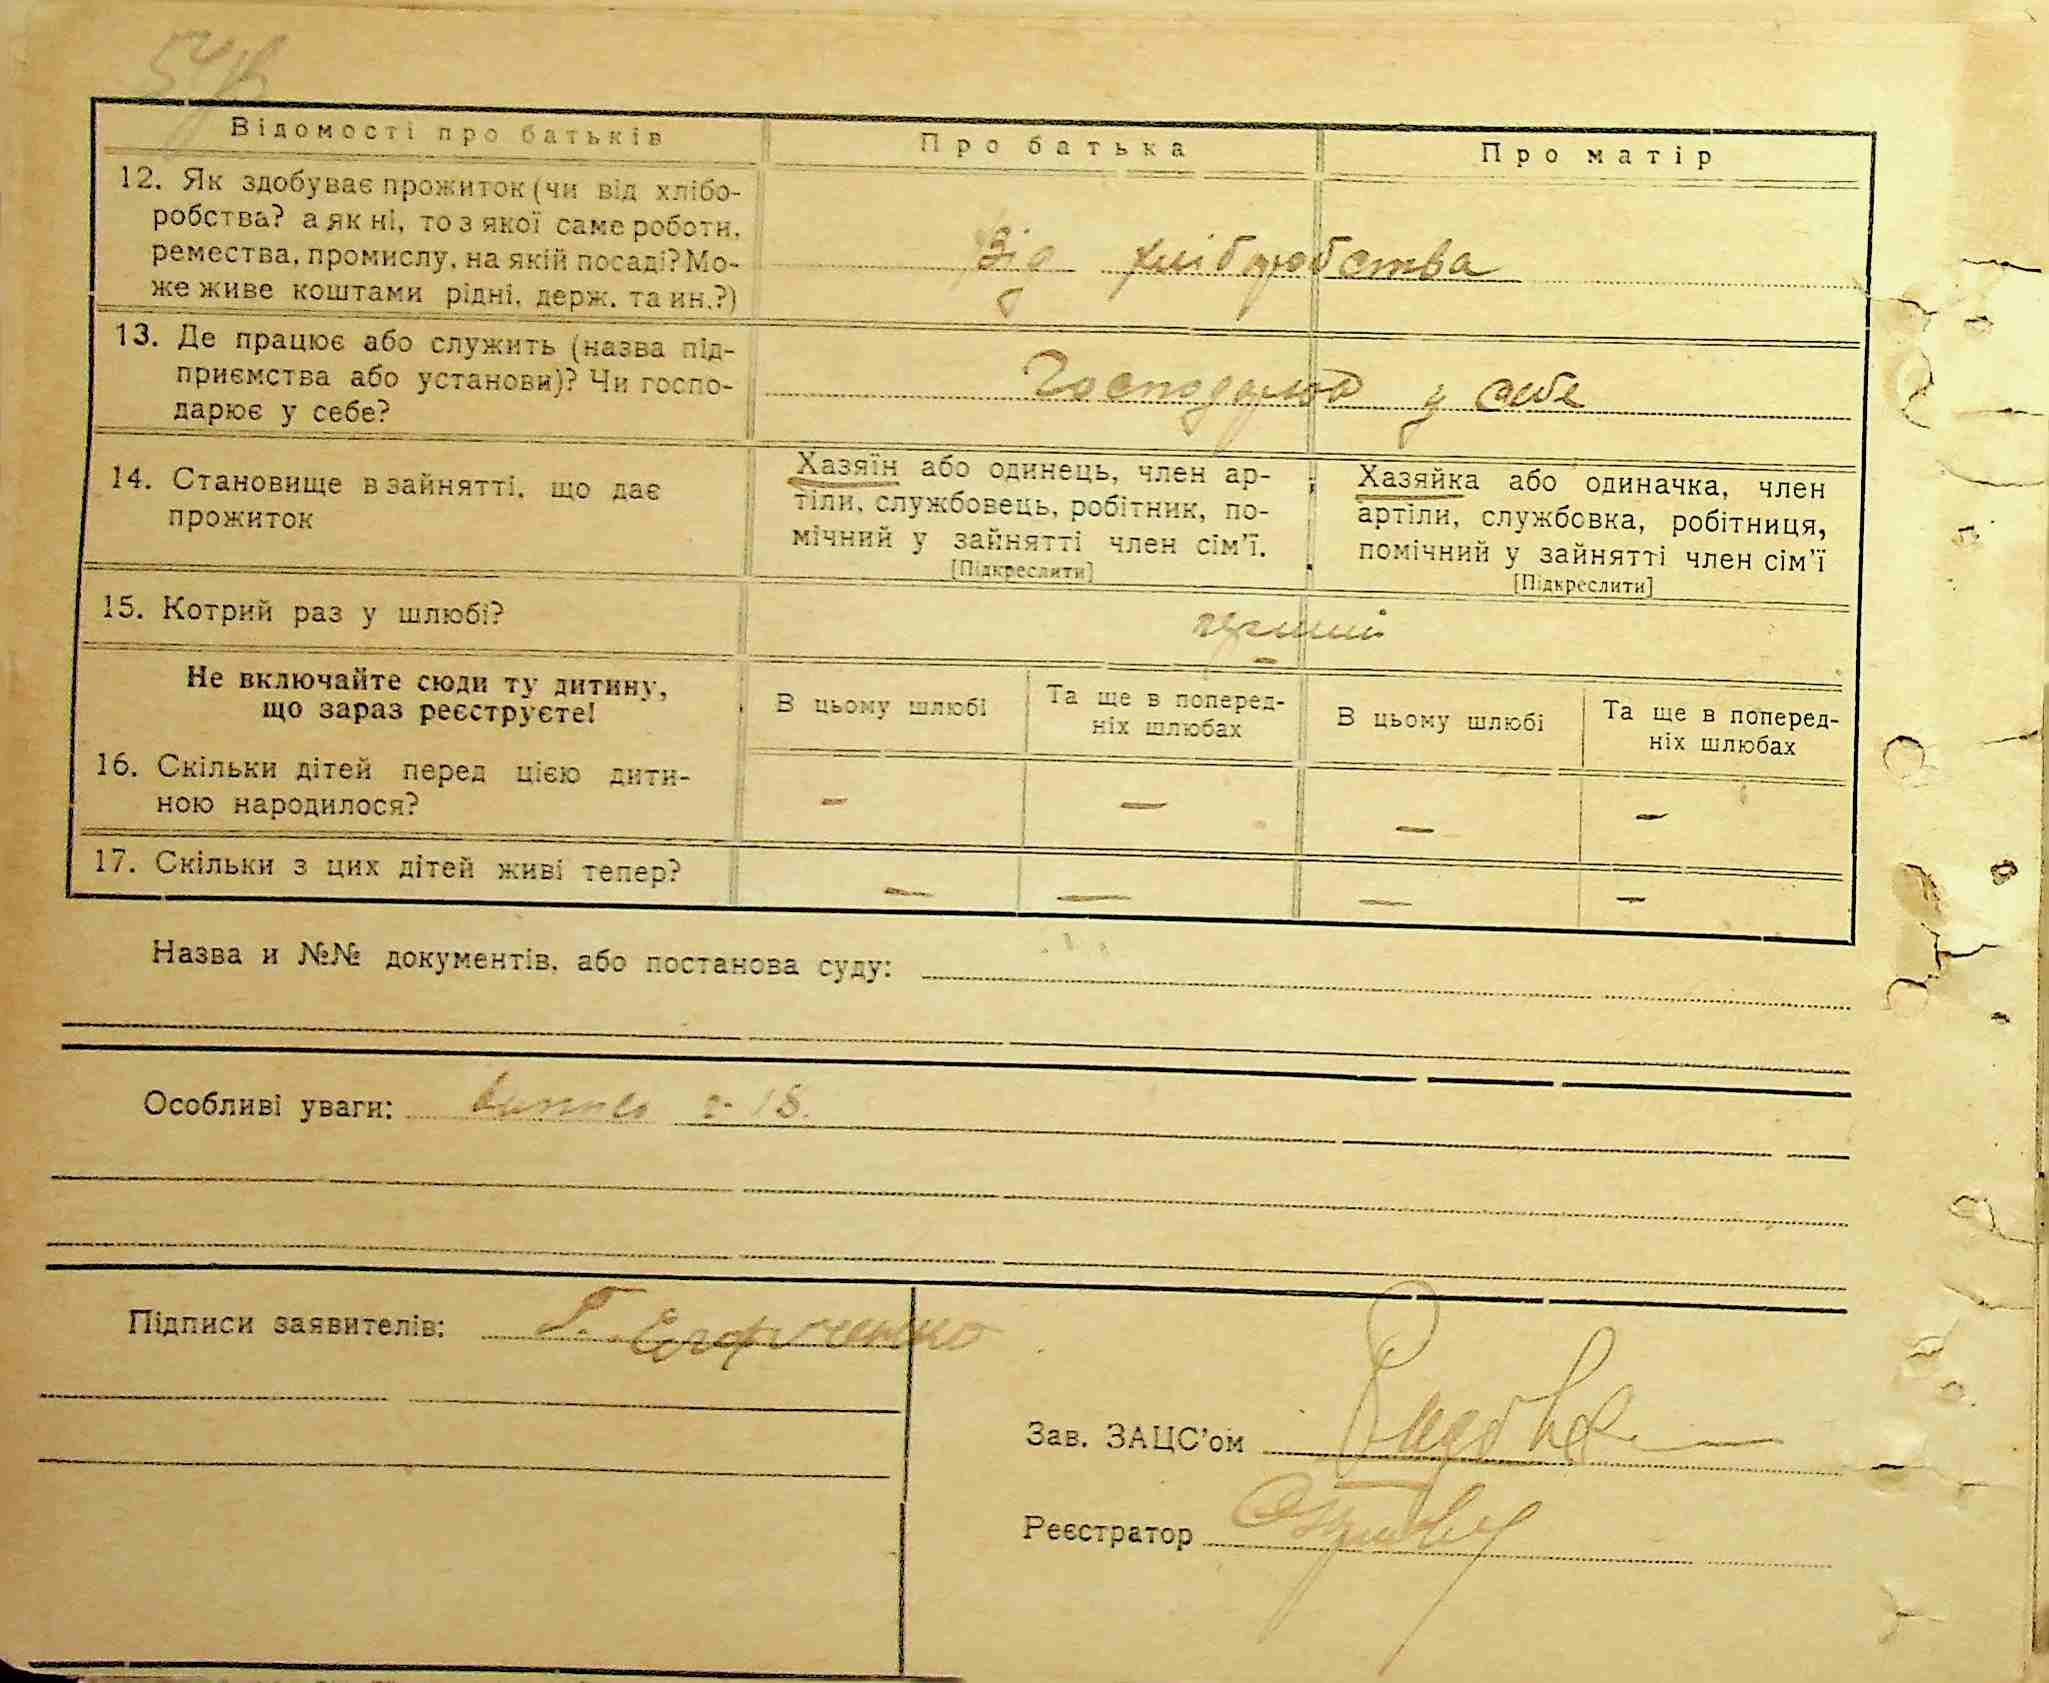 Відомості про батьків
Про батька
Про матір
12. Як здобуває прожиток (чи від хлібо-
робства? а як ні, то з якої саме роботи,
ремества, промислу, на якій посаді? Мо-
же живе коштами рідні, держ. та ин.?)
Від хліборобства
13. Де працює або служить (назва під-
приємства або установи)? Чи госпо-
дарює у себе?
Господарює у себе
14. Становище в зайнятті, що дає
прожиток
Хазяїн або одинець, член ар-
тіли, службовець, робітник, по-
мічний у зайнятті член сім'ї.
[Підкреслити]
Хазяйка або одиначка, член
артіли, службовка, робітниця,
помічний у зайнятті член сім'ї
[Підкреслити]
15. Котрий раз у шлюбі?
перший
Не включайте сюди ту дитину,
що зараз реєструєте!
В цьому шлюбі
Та ще в поперед-
ніх шлюбах
В цьому шлюбі
Та ще в поперед-
ніх шлюбах
16. Скільки дітей перед цією дити-
ною народилося?
— — — —
17. Скільки з цих дітей живі тепер?
— — — —
Назва и №№ документів, або постанова суду:
Особливі уваги:
Підписи заявителів: Г.
Зав. ЗАЦС'ом
Реєстратор